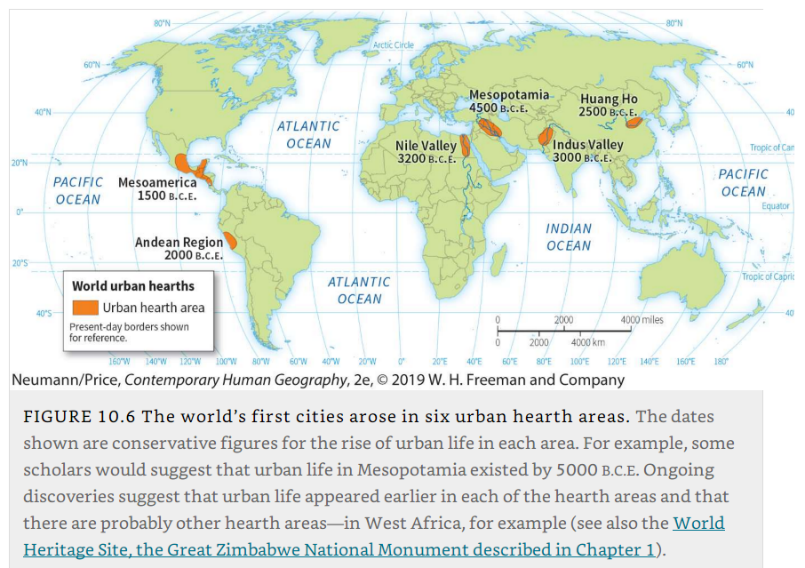 80°N
80°N
Arctic Circle
60°N
60°N
Mesopotamia
4500 B.C.E.
Huang Ho
2500 B.C.E.
40°N
40
ATLANTIC
OCEAN
Nile Valley
3200 B.C.E.
Indus Valley
3000 B.C.E.
Tropic of Can
20°N
PACIFIC
OCEAN
Mesoamerica
1500 B.C.E.
PACIFIC
OCEAN
0°
Equator
INDIAN
OCEAN
Andean Region
2000 B.C.E.
20°S
Tropic of Capric
ATLANTIC
OCEAN
World urban hearths
Urban hearth area
Present-day borders shown
for reference.
40°S
40
0 2000 4000 miles
0 2000 4000 km
160°W 140°W 120°W 100°W 80°W 60°W 40°W 20°W 0° 20°E 40°E 60°E 80°E 100°E 120°E 140°E 160°E 180°
Neumann/Price, Contemporary Human Geography, 2e, © 2019 W. H. Freeman and Company
FIGURE 10.6 The world's first cities arose in six urban hearth areas. The dates
shown are conservative figures for the rise of urban life in each area. For example, some
scholars would suggest that urban life in Mesopotamia existed by 5000 B.C.E. Ongoing
discoveries suggest that urban life appeared earlier in each of the hearth areas and that
there are probably other hearth areas—in West Africa, for example (see also the World
Heritage Site, the Great Zimbabwe National Monument described in Chapter 1).